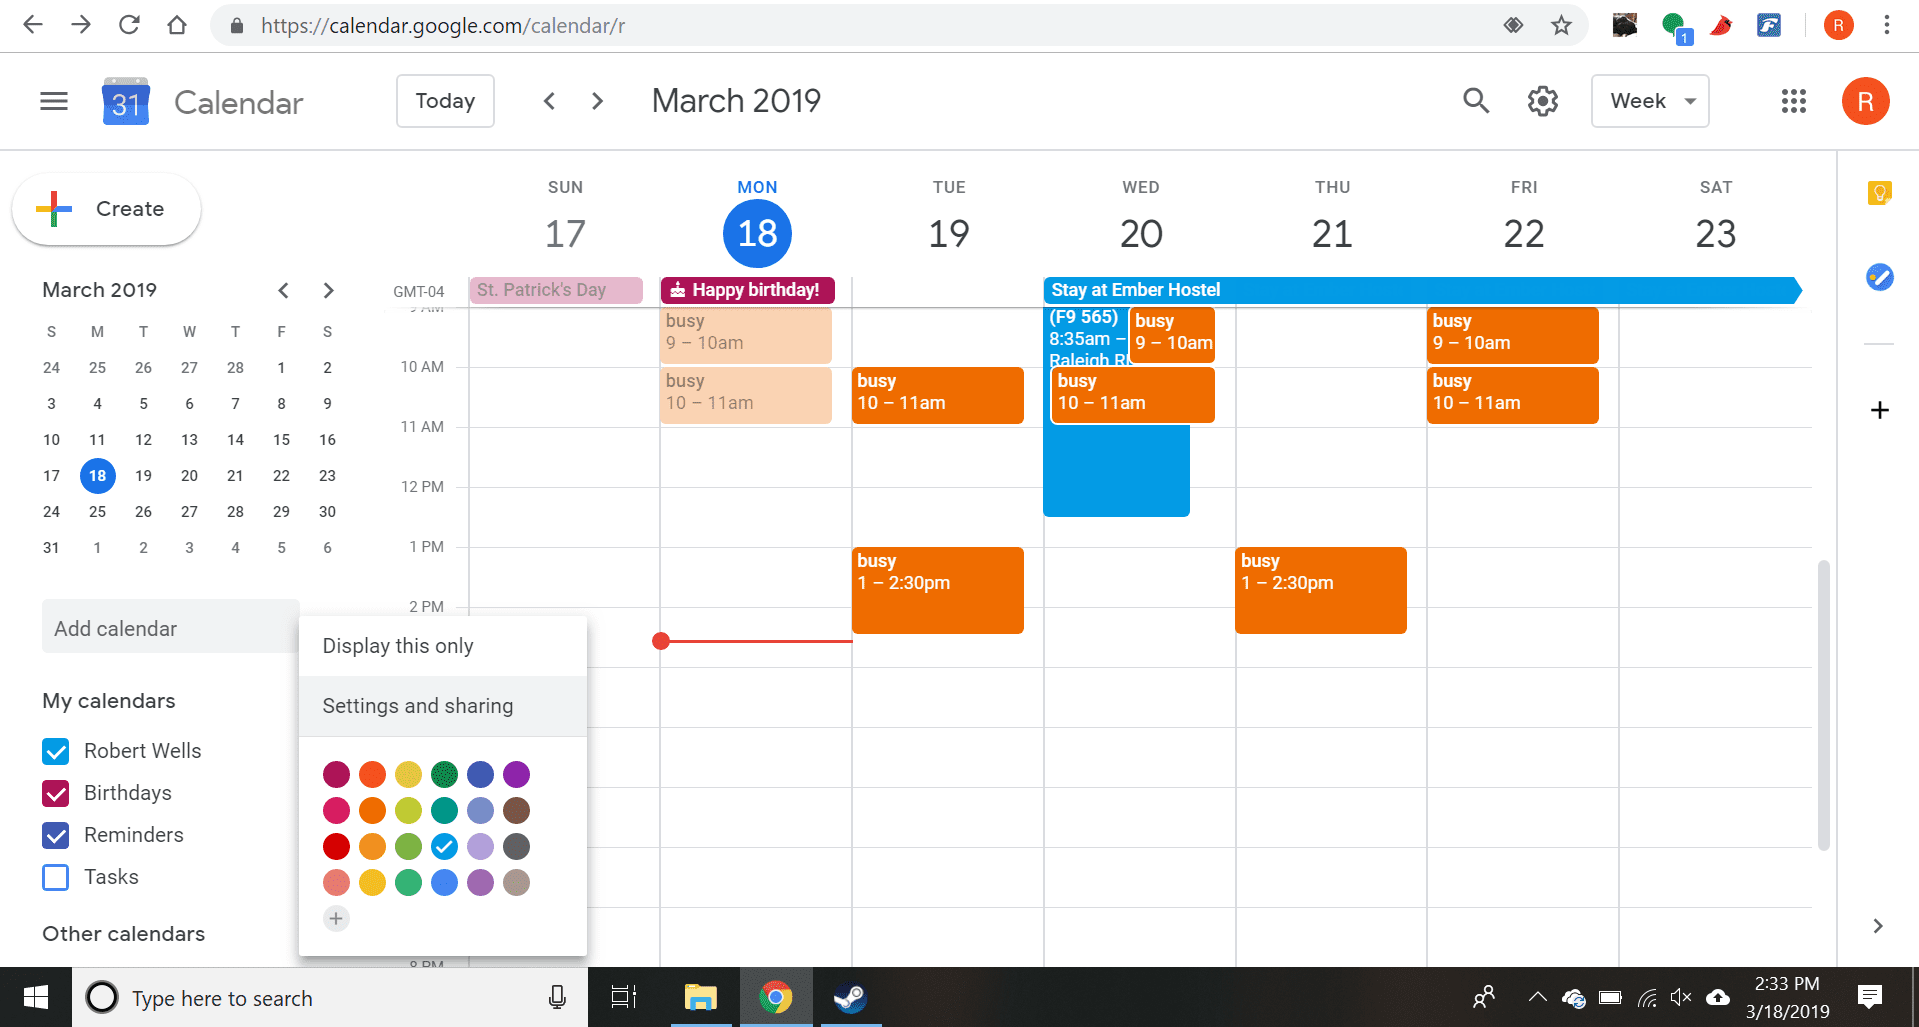 https://calendar.google.com/calendar/r
1
R
31
Calendar
Today
March 2019
Week
R
Create
SUN
MON
TUE
WED
THU
FRI
SAT
17
18
19
20
21
22
23
March 2019
GMT-04
St. Patrick's Day
Happy birthday!
Stay at Ember Hostel
S M T W T F S
24 25 26 27 28 1 2
3 4 5 6 7 8 9
10 11 12 13 14 15 16
17 18 19 20 21 22 23
24 25 26 27 28 29 30
31 1 2 3 4 5 6
9 AM
10 AM
11 AM
12 PM
1 PM
2 PM
8 PM
busy
9 – 10am
busy
10 – 11am
busy
10 – 11am
busy
1 – 2:30pm
(F9 565)
8:35am –
Raleigh
busy
9 – 10am
busy
10 – 11am
busy
1 – 2:30pm
busy
9 – 10am
busy
10 – 11am
Add calendar
Display this only
Settings and sharing
My calendars
Robert Wells
Birthdays
Reminders
Tasks
Other calendars
Type here to search
2:33 PM
3/18/2019